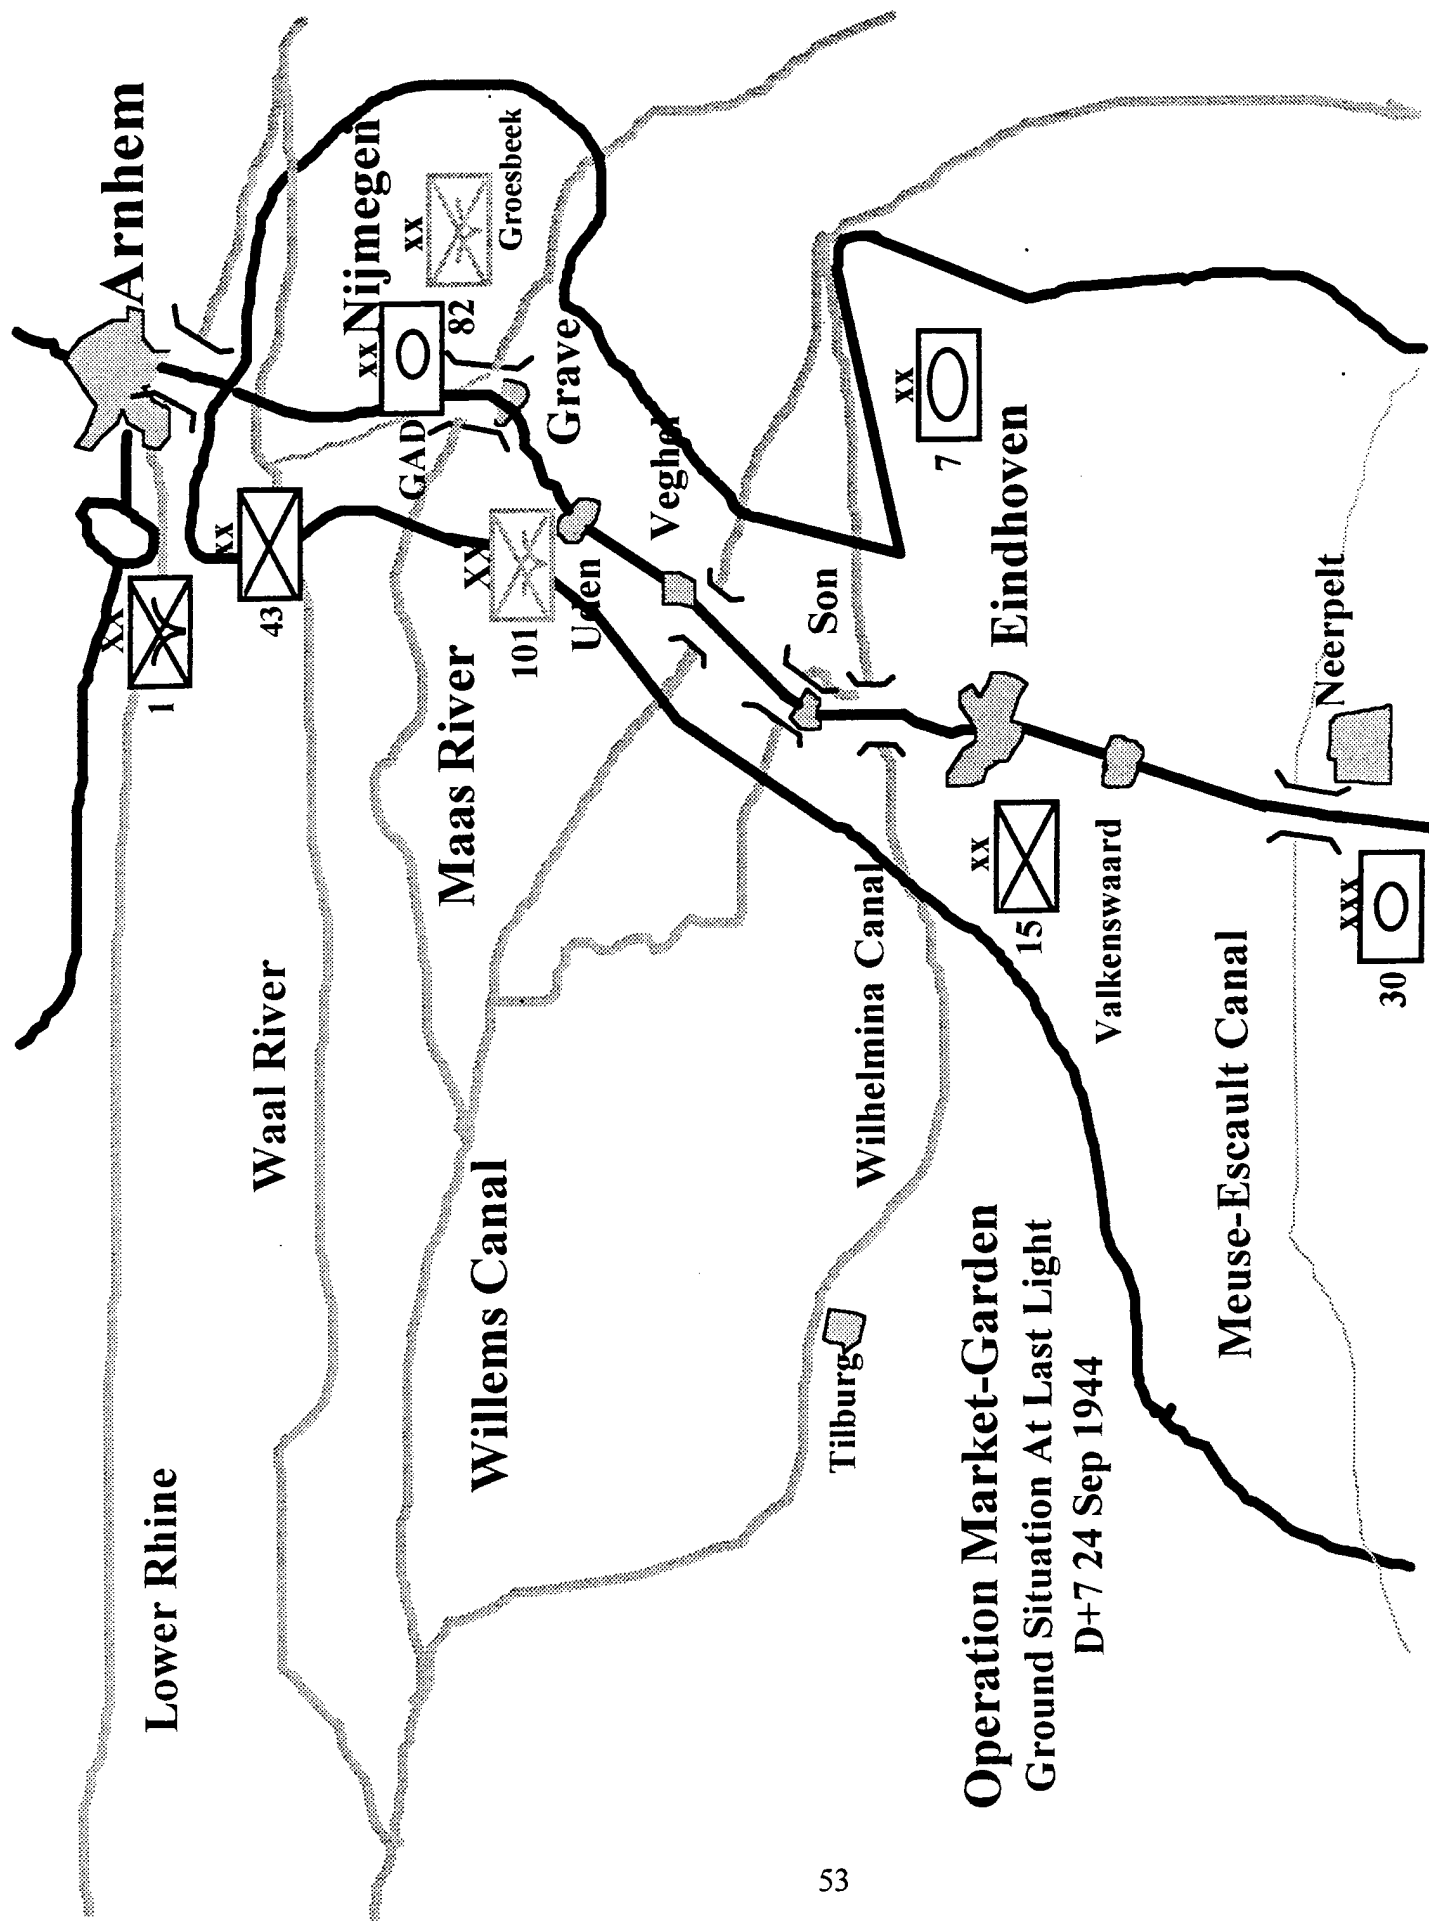 Arnhem
Nijmegen
xx
Groesbeek
xx
82
GAD
Grave
xx
1
xx
43
xx
101
Uden
Veghel
Son
xx
7
Eindhoven
Neerpelt
Maas River
Waal River
Lower Rhine
Willems Canal
Wilhelmina Canal
Tilburg
xx
15
Valkenswaard
Meuse-Escault Canal
xxx
30
Operation Market-Garden
Ground Situation At Last Light
D+7 24 Sep 1944
53